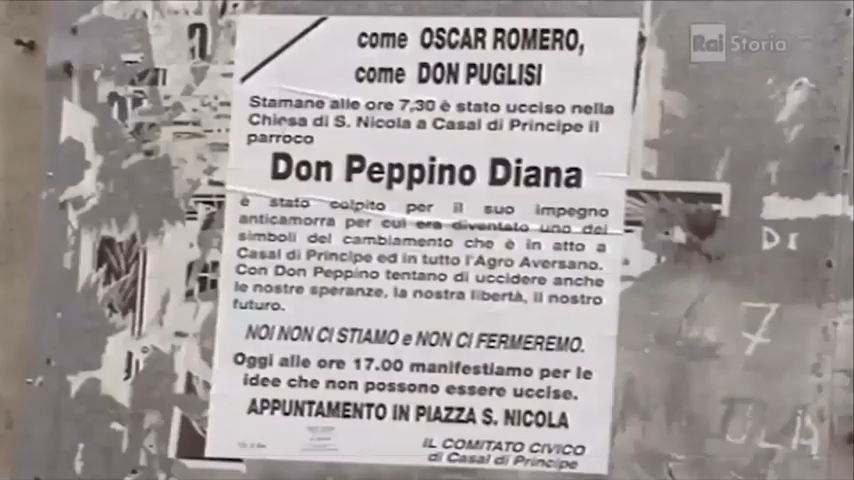 Rai Storia
come OSCAR ROMERO,
come DON PUGLISI
Stamane alle ore 7,30 è stato ucciso nella
Chiesa di S. Nicola a Casal di Principe il
parroco
Don Peppino Diana
è stato colpito per il suo impegno
anticamorra per cui era diventato uno dei
simboli del cambiamento che è in atto a
Casal di Principe ed in tutto l'Agro Aversano.
Con Don Peppino tentano di uccidere anche
le nostre speranze, la nostra libertà, il nostro
futuro.
NOI NON CI STIAMO e NON CI FERMEREMO.
Oggi alle ore 17.00 manifestiamo per le
idee che non possono essere uccise.
APPUNTAMENTO IN PIAZZA S. NICOLA
IL COMITATO CIVICO
di Casal di Principe
DI
7
ULA